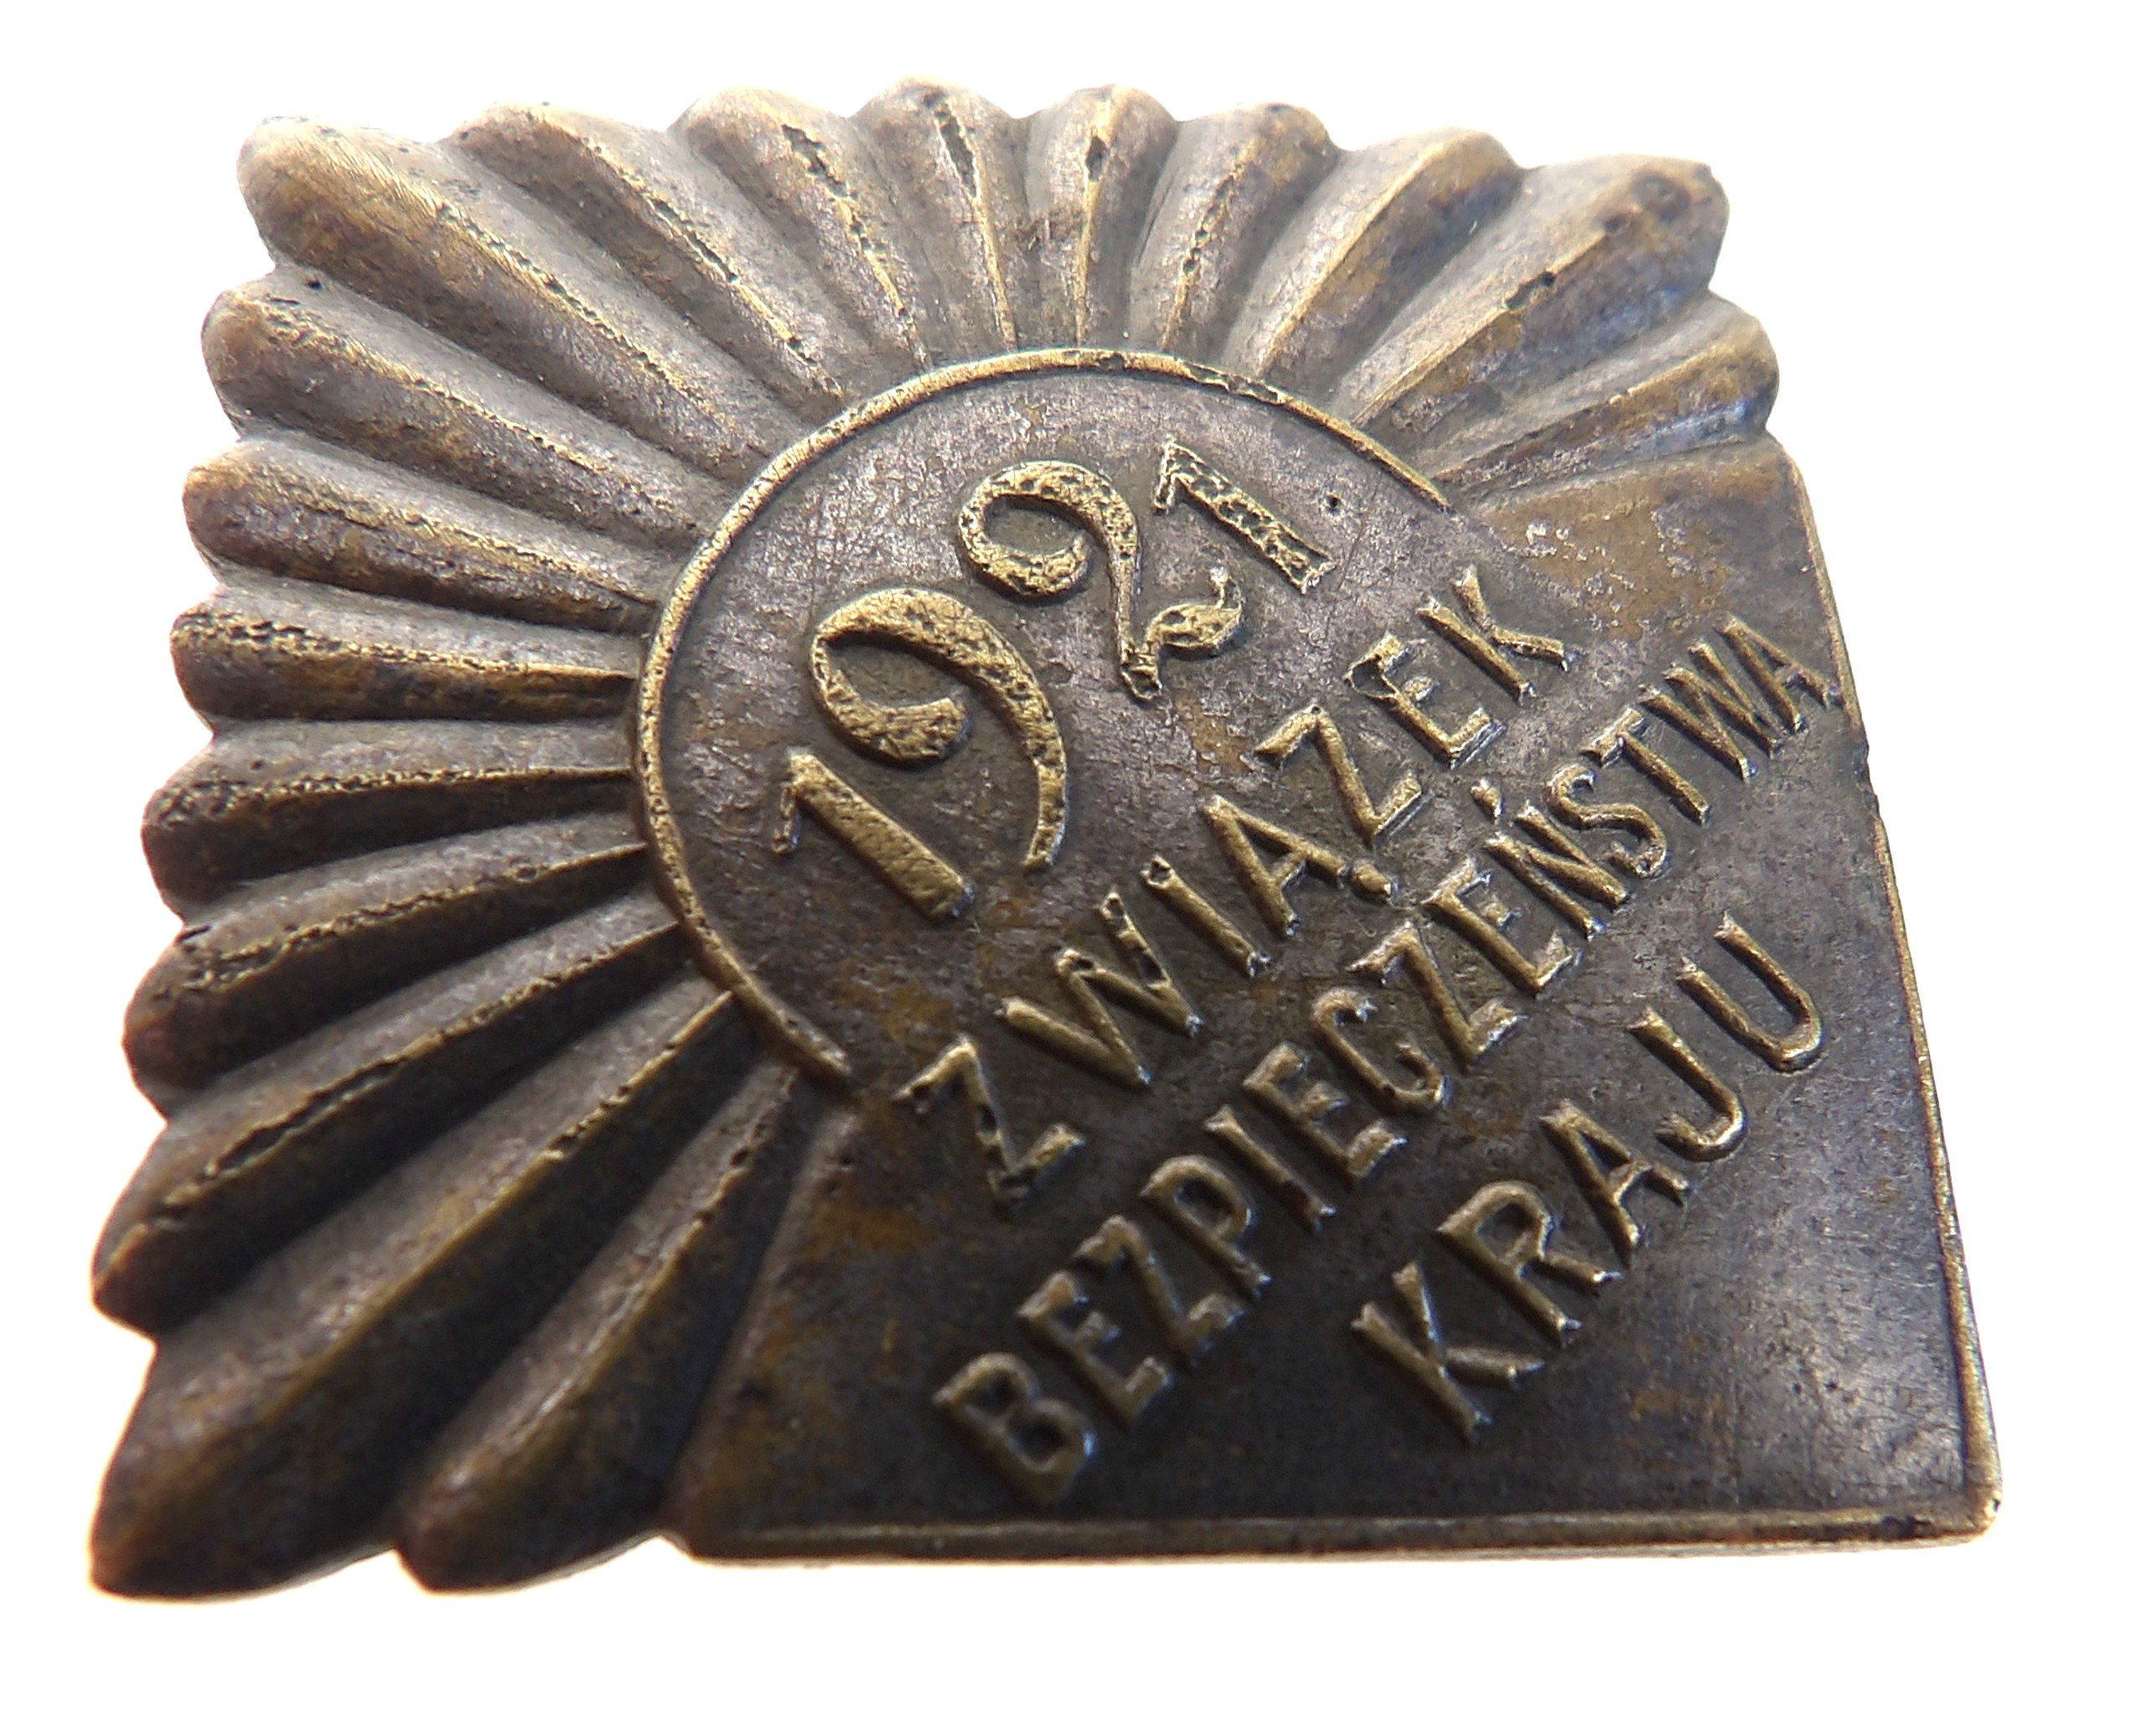 1921
ZWIĄZEK
BEZPIECZEŃSTWA
KRAJU